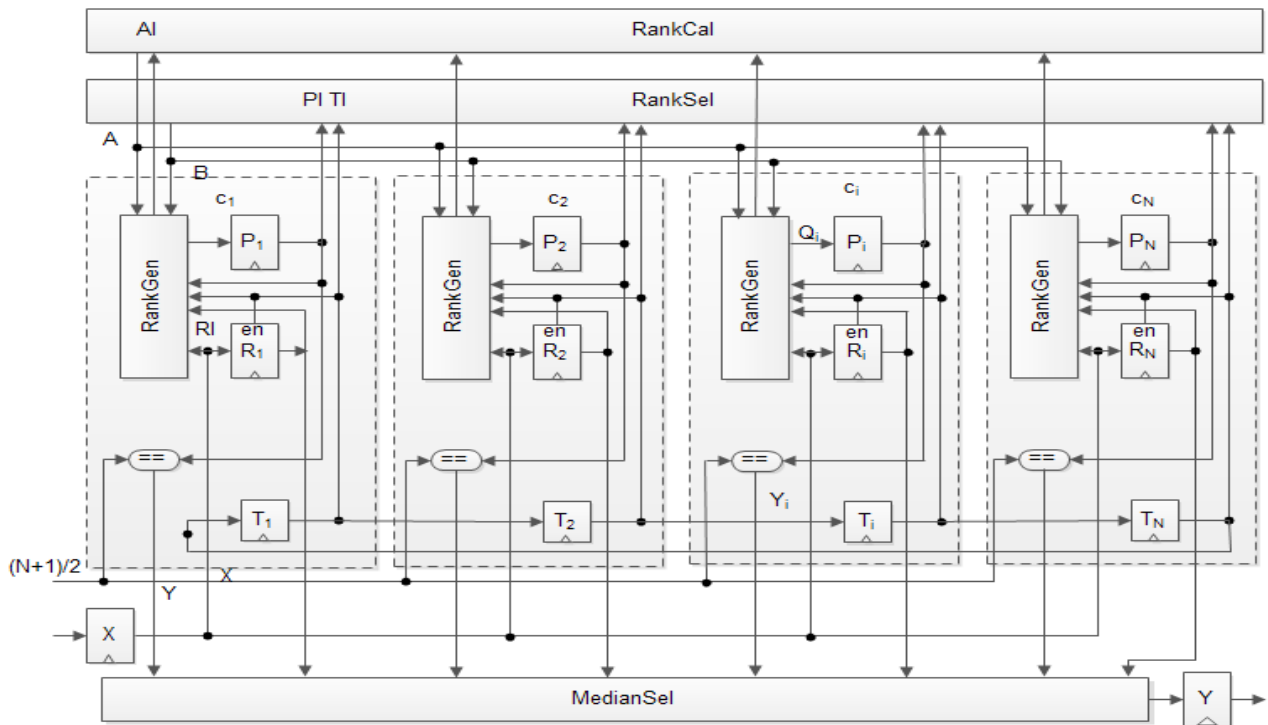 AI RankCal
PI TI RankSel
A
B
c1 c2 ci cN
P1 P2 Qi Pi PN
RankGen RankGen RankGen RankGen
RI en en en en
R1 R2 Ri RN
== == == ==
Yi
T1 T2 Ti TN
(N+1)/2
X
Y
X
MedianSel Y